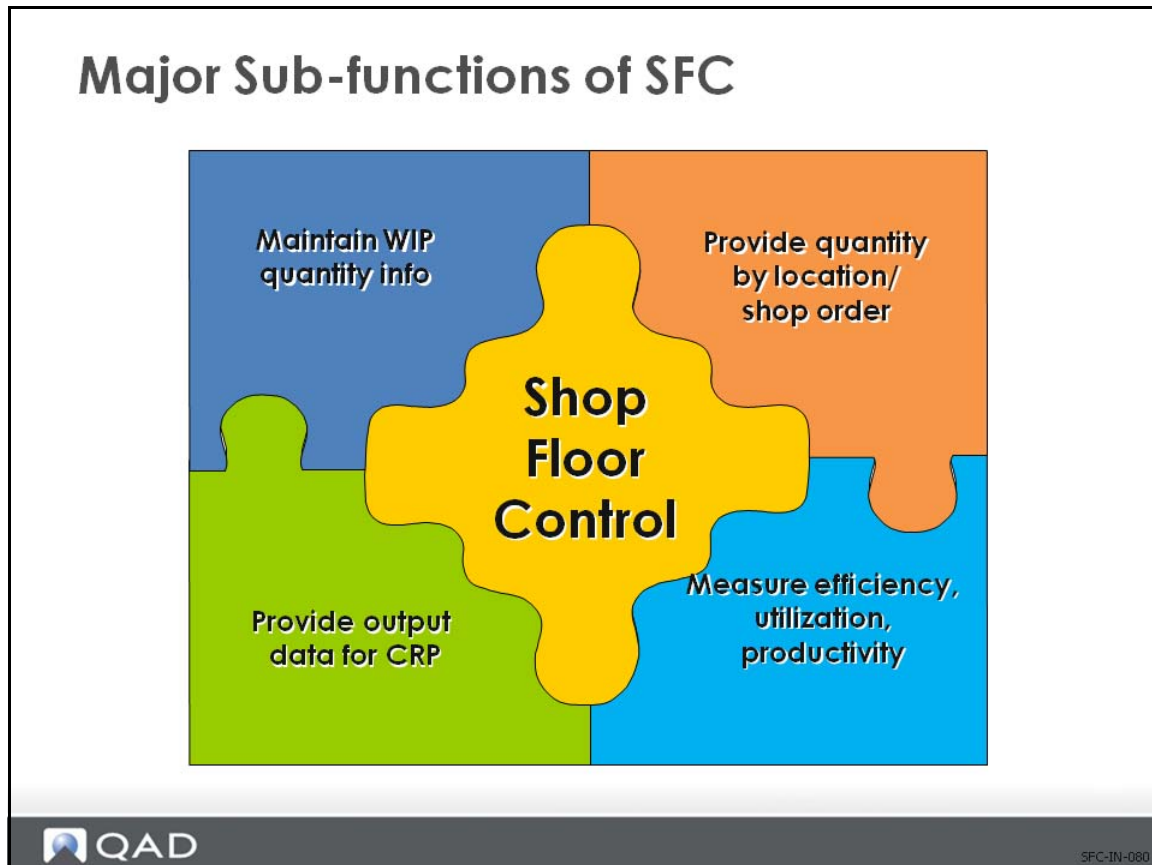 Major Sub-functions of SFC
Maintain WIP
quantity info
Provide quantity
by location/
shop order
Shop
Floor
Control
Provide output
data for CRP
Measure efficiency,
utilization,
productivity
QAD
SFC-IN-080